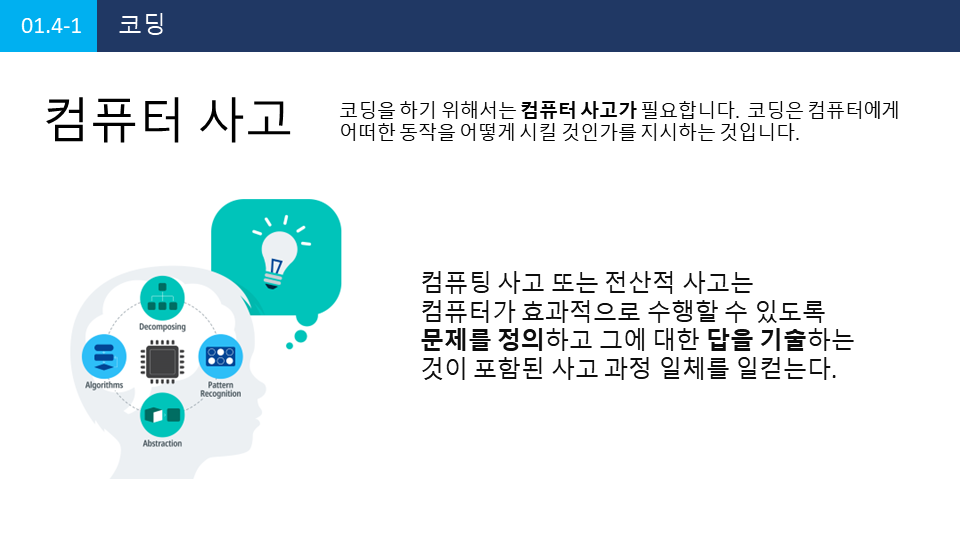 01.4-1 코딩
컴퓨터 사고
코딩을 하기 위해서는 컴퓨터 사고가 필요합니다. 코딩은 컴퓨터에게
어떠한 동작을 어떻게 시킬 것인가를 지시하는 것입니다.
Decomposing
Algorithms
Pattern
Recognition
Abstraction
컴퓨팅 사고 또는 전산적 사고는
컴퓨터가 효과적으로 수행할 수 있도록
문제를 정의하고 그에 대한 답을 기술하는
것이 포함된 사고 과정 일체를 일컫는다.